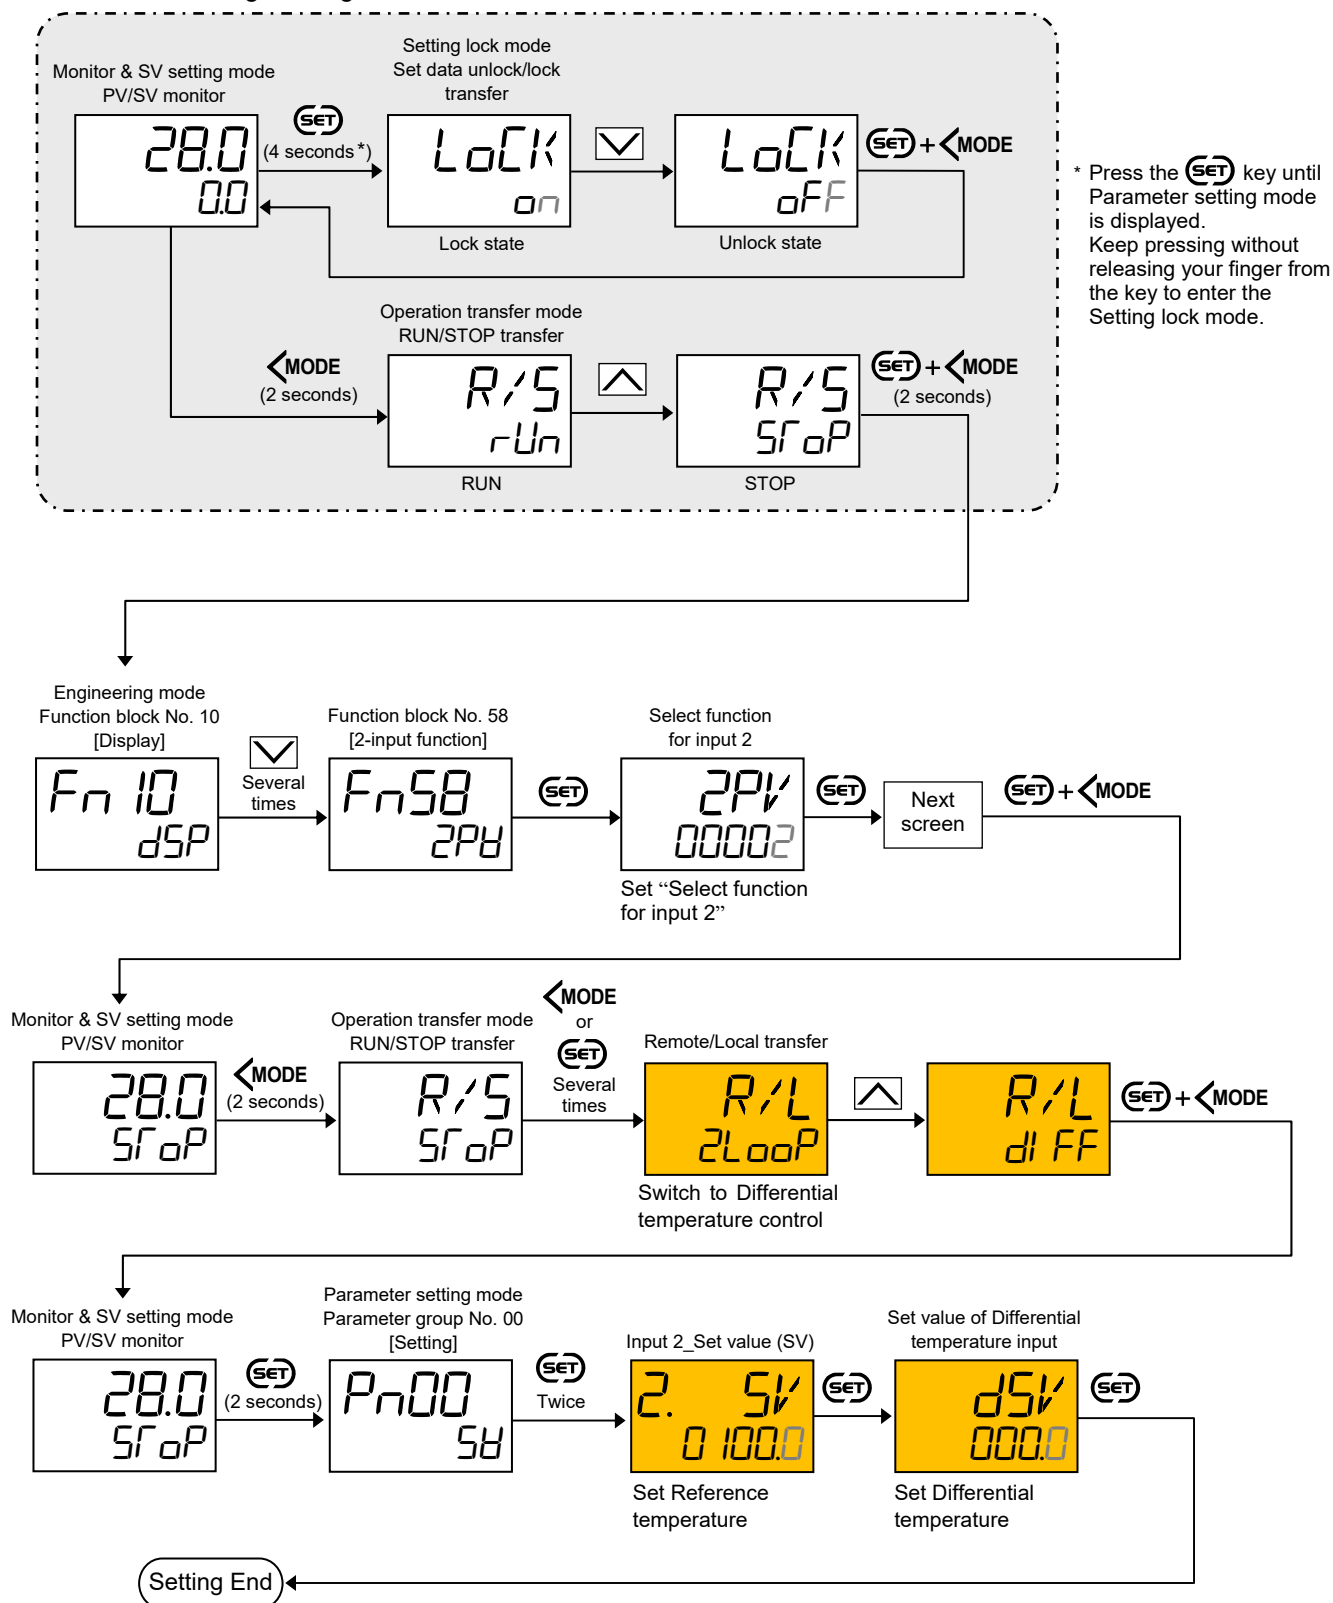 Setting lock mode
Monitor & SV setting mode
Set data unlock/lock
PV/SV monitor
transfer
28.0
0.0
SET
(4 seconds*)
LoCK
on
Lock state
LoCK
oFF
Unlock state
SET + <MODE
* Press the SET key until
Parameter setting mode
is displayed.
Keep pressing without
releasing your finger from
the key to enter the
Setting lock mode.
Operation transfer mode
RUN/STOP transfer
<MODE
(2 seconds)
R/S
rUn
RUN
R/S
SToP
STOP
SET + <MODE
(2 seconds)
Engineering mode
Function block No. 10
[Display]
Fn10
dSP
Several
times
Function block No. 58
[2-input function]
Fn58
2PV
SET
Select function
for input 2
2PV
00002
Set “Select function
for input 2”
SET
Next
screen
SET + <MODE
Monitor & SV setting mode
PV/SV monitor
28.0
SToP
<MODE
(2 seconds)
Operation transfer mode
RUN/STOP transfer
R/S
SToP
<MODE
or
SET
Several
times
Remote/Local transfer
R/L
2LooP
Switch to Differential
temperature control
R/L
dIFF
SET + <MODE
Monitor & SV setting mode
PV/SV monitor
28.0
SToP
SET
(2 seconds)
Parameter setting mode
Parameter group No. 00
[Setting]
Pn00
SV
SET
Twice
Input 2_Set value (SV)
2. SV
0100.0
Set Reference
temperature
SET
Set value of Differential
temperature input
dSV
000.0
Set Differential
temperature
SET
Setting End